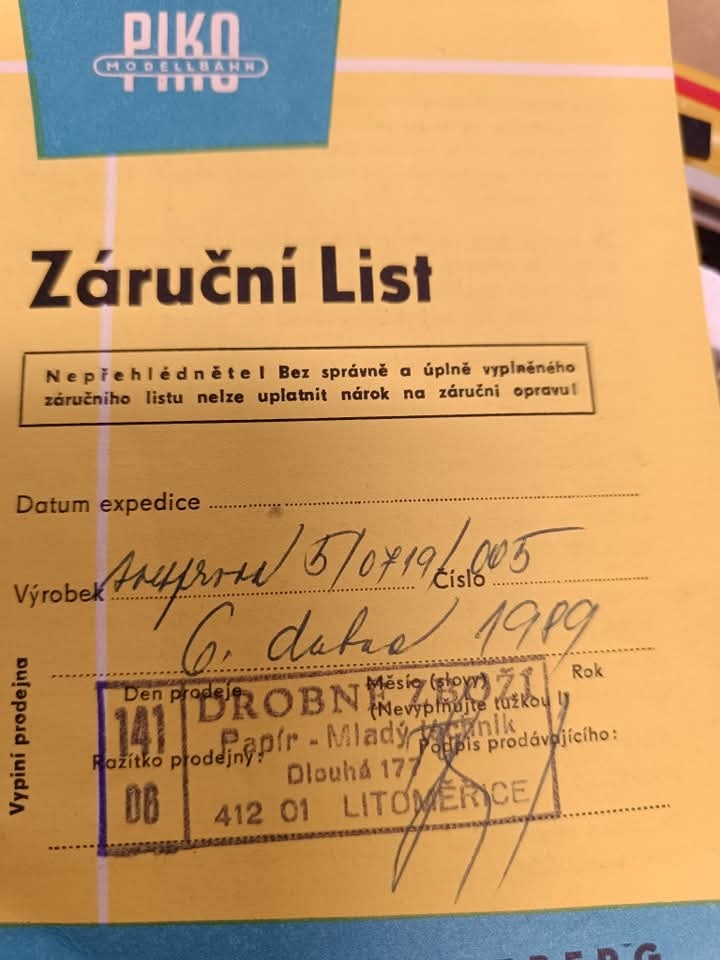 PIKO
MODELLBAHN
Záruční List
Nepřehlédněte! Bez správně a úplně vyplněného
záručního listu nelze uplatnit nárok na záruční opravu!
Datum expedice
Výrobek 5/0719/005 Číslo
6. dubna 1989
Den prodeje Měsíc (slovy) Rok
(Nevyplňujte tužkou!)
Razítko prodejny: Podpis prodávajícího:
Vyplní prodejna
141
06
DROBNÉ ZBOŽÍ
Papír - Mladý technik
Dlouhá 177
412 01 LITOMĚŘICE